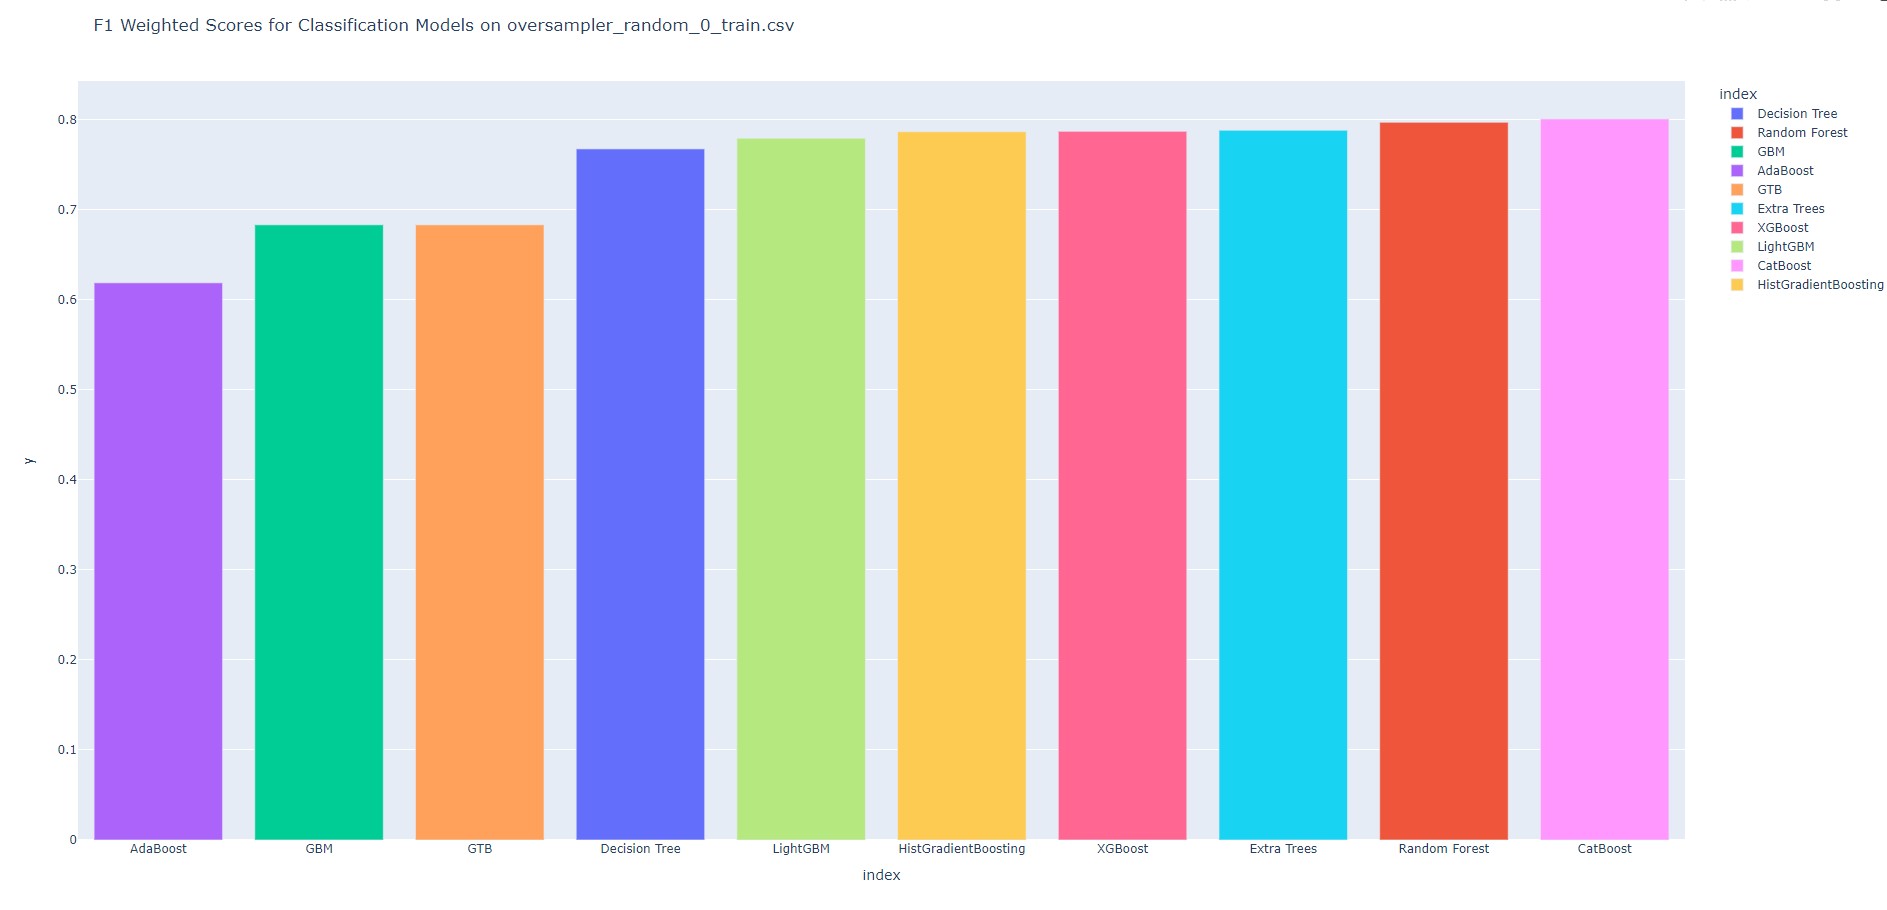 F1 Weighted Scores for Classification Models on oversampler_random_0_train.csv
0.8
0.7
0.6
0.5
0.4
0.3
0.2
0.1
0
y
AdaBoost
GBM
GTB
Decision Tree
LightGBM
HistGradientBoosting
XGBoost
Extra Trees
Random Forest
CatBoost
index
index
Decision Tree
Random Forest
GBM
AdaBoost
GTB
Extra Trees
XGBoost
LightGBM
CatBoost
HistGradientBoosting